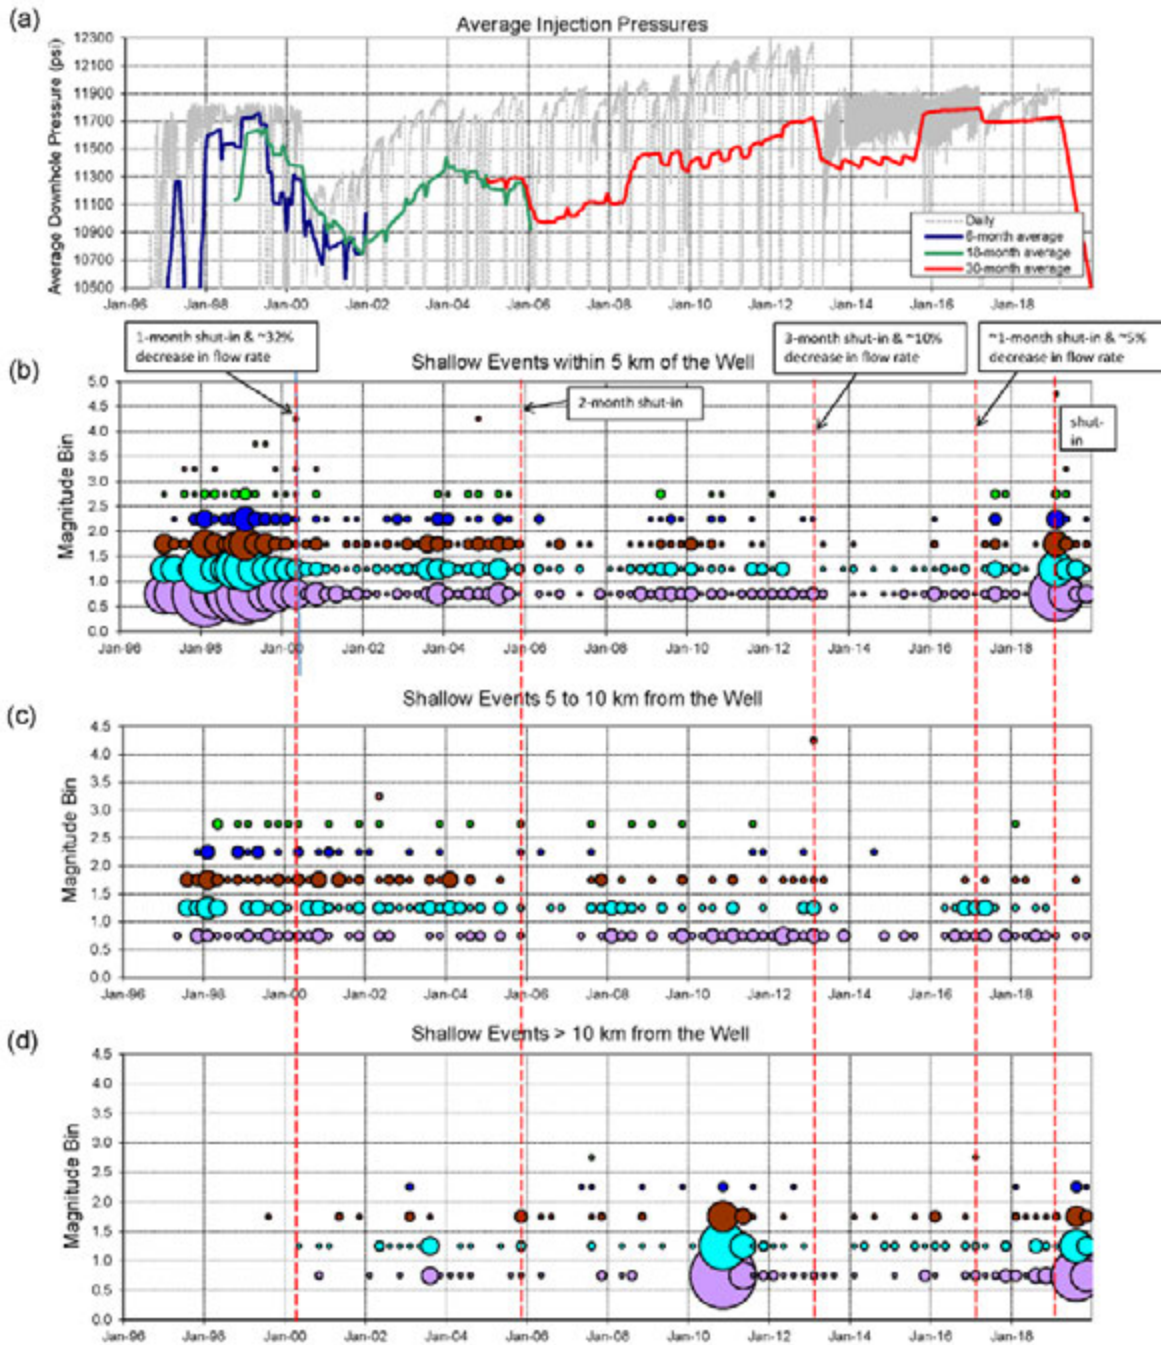 (a)
Average Injection Pressures
Average Downhole Pressure (psi)
12300
12100
11900
11700
11500
11300
11100
10900
10700
10500
Daily
6-month average
18-month average
30-month average
Jan-96 Jan-98 Jan-00 Jan-02 Jan-04 Jan-06 Jan-08 Jan-10 Jan-12 Jan-14 Jan-16 Jan-18
1-month shut-in & ~32%
decrease in flow rate
3-month shut-in & ~10%
decrease in flow rate
~1-month shut-in & ~5%
decrease in flow rate
(b)
Shallow Events within 5 km of the Well
2-month shut-in
shut-
in
Magnitude Bin
5.0
4.5
4.0
3.5
3.0
2.5
2.0
1.5
1.0
0.5
0.0
Jan-96 Jan-98 Jan-00 Jan-02 Jan-04 Jan-06 Jan-08 Jan-10 Jan-12 Jan-14 Jan-16 Jan-18
(c)
Shallow Events 5 to 10 km from the Well
Magnitude Bin
4.5
4.0
3.5
3.0
2.5
2.0
1.5
1.0
0.5
0.0
Jan-96 Jan-98 Jan-00 Jan-02 Jan-04 Jan-06 Jan-08 Jan-10 Jan-12 Jan-14 Jan-16 Jan-18
(d)
Shallow Events > 10 km from the Well
Magnitude Bin
4.5
4.0
3.5
3.0
2.5
2.0
1.5
1.0
0.5
0.0
Jan-96 Jan-98 Jan-00 Jan-02 Jan-04 Jan-06 Jan-08 Jan-10 Jan-12 Jan-14 Jan-16 Jan-18